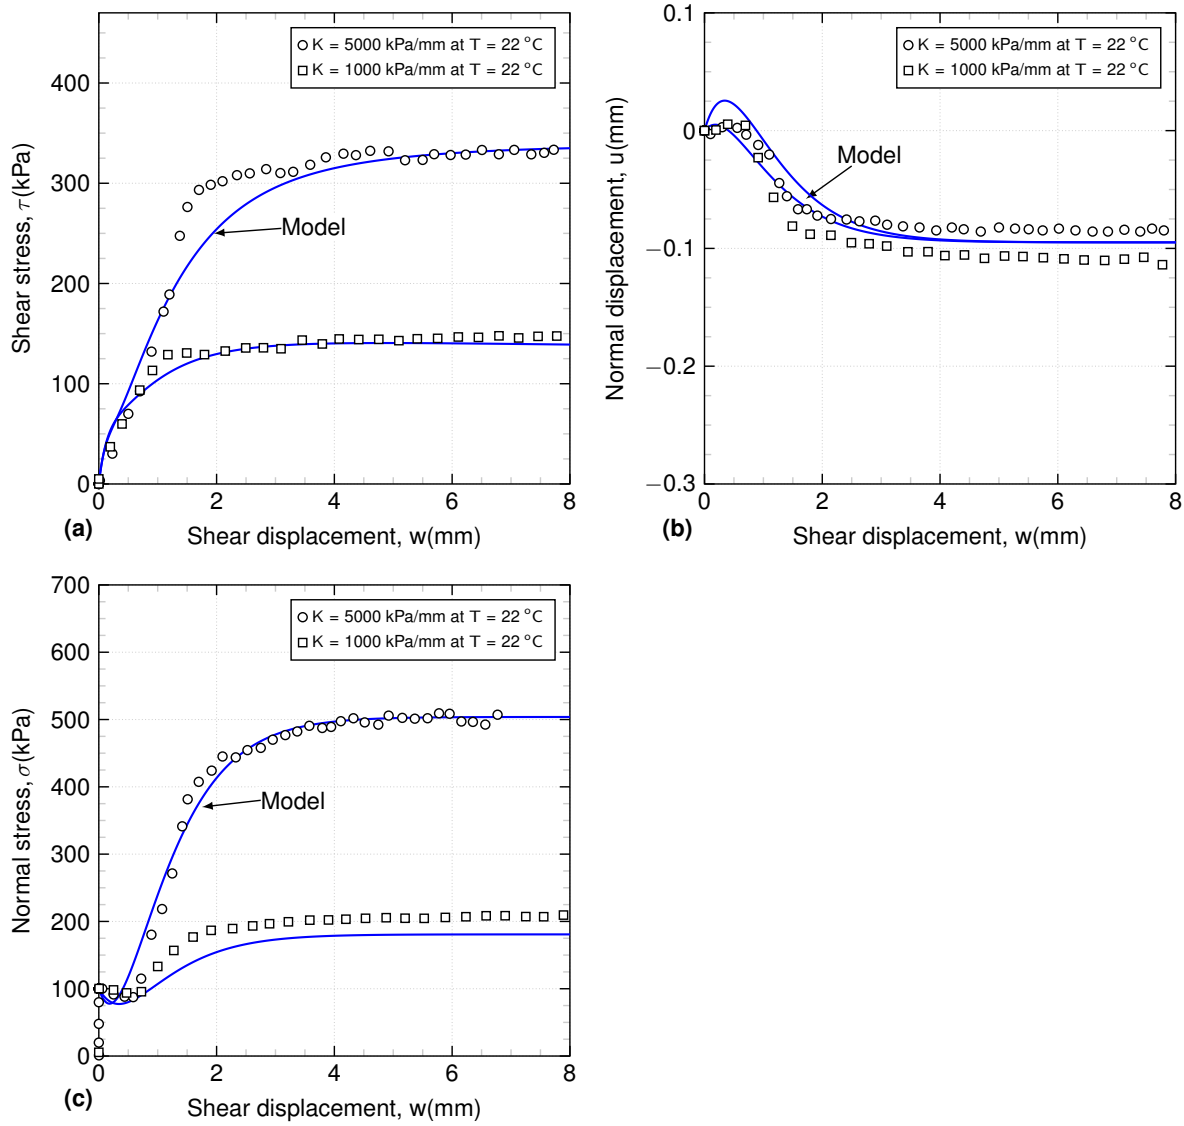 K = 5000 kPa/mm at T = 22 °C
K = 1000 kPa/mm at T = 22 °C
400
300
200
100
0
Shear stress, τ(kPa)
Model
0 2 4 6 8
(a)
Shear displacement, w(mm)
K = 5000 kPa/mm at T = 22 °C
K = 1000 kPa/mm at T = 22 °C
0.1
0
−0.1
−0.2
−0.3
Normal displacement, u(mm)
Model
0 2 4 6 8
(b)
Shear displacement, w(mm)
K = 5000 kPa/mm at T = 22 °C
K = 1000 kPa/mm at T = 22 °C
700
600
500
400
300
200
100
0
Normal stress, σ(kPa)
Model
0 2 4 6 8
(c)
Shear displacement, w(mm)